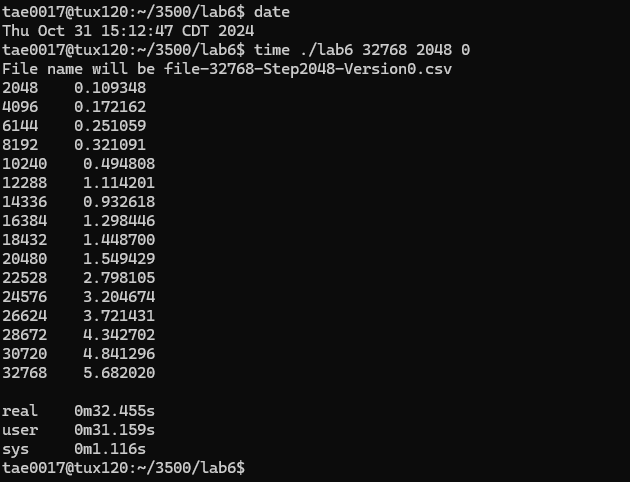 tae0017@tux120:~/3500/lab6$ date
Thu Oct 31 15:12:47 CDT 2024
tae0017@tux120:~/3500/lab6$ time ./lab6 32768 2048 0
File name will be file-32768-Step2048-Version0.csv
2048    0.109348
4096    0.172162
6144    0.251059
8192    0.321091
10240    0.494808
12288    1.114201
14336    0.932618
16384    1.298446
18432    1.448700
20480    1.549429
22528    2.798105
24576    3.204674
26624    3.721431
28672    4.342702
30720    4.841296
32768    5.682020

real    0m32.455s
user    0m31.159s
sys     0m1.116s
tae0017@tux120:~/3500/lab6$